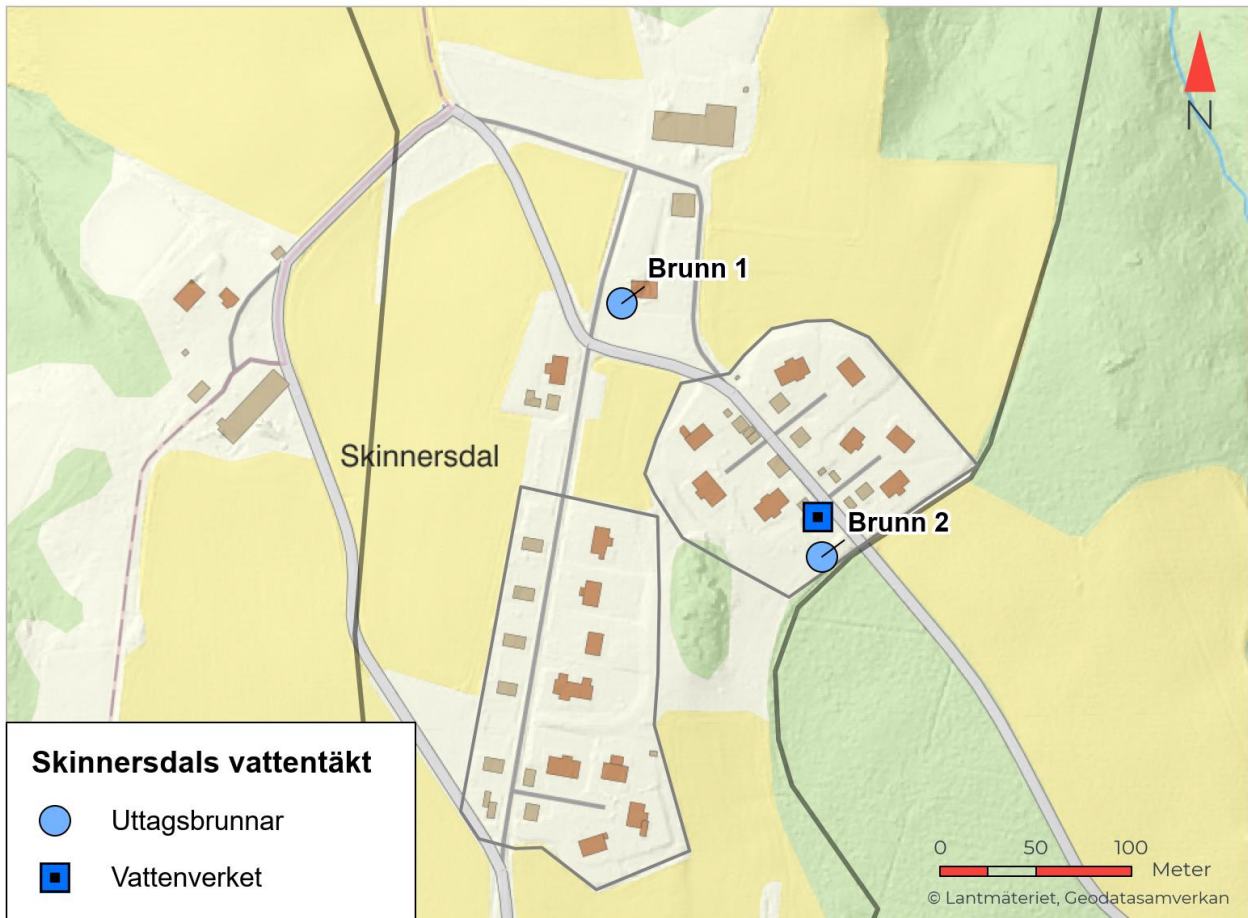 N
Brunn 1
Skinnersdal
Brunn 2
Skinnersdals vattentäkt
Uttagsbrunnar
Vattenverket
0 50 100
Meter
© Lantmäteriet, Geodatasamverkan